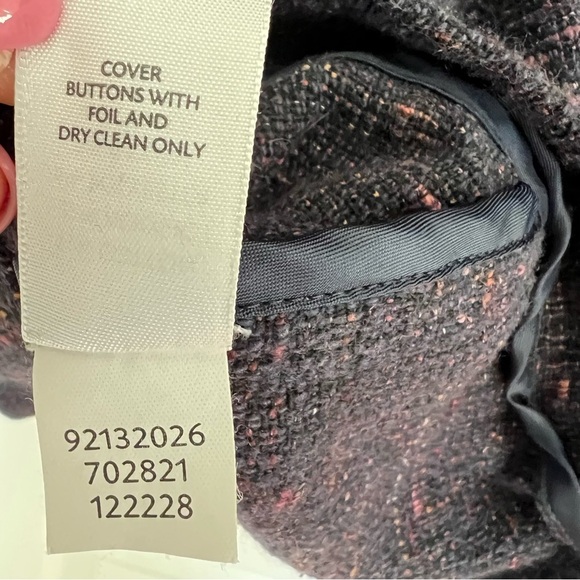 COVER
BUTTONS WITH
FOIL AND
DRY CLEAN ONLY
92132026
702821
122228